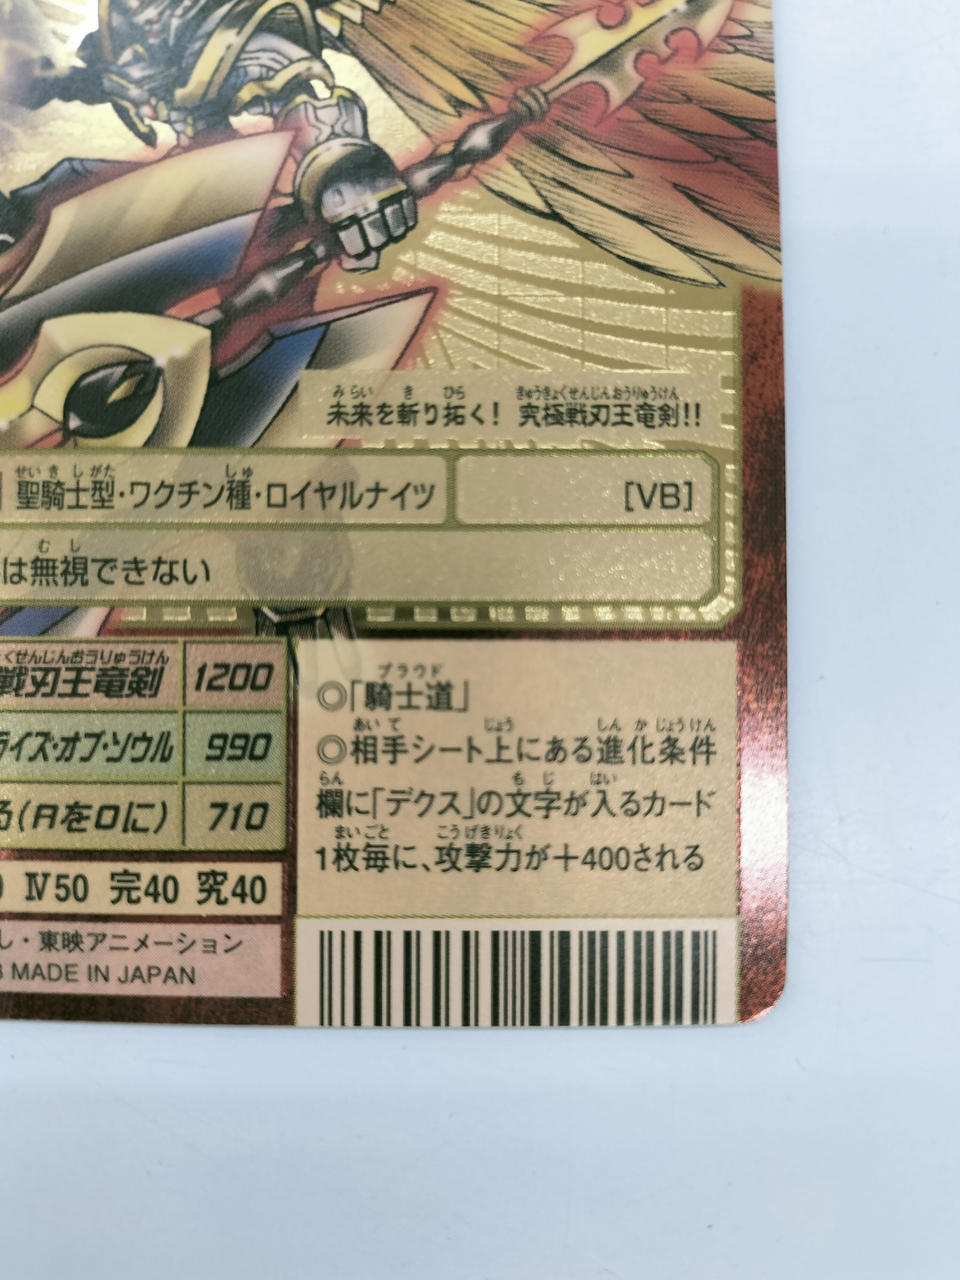 未来を斬り拓く! 究極戦刃王竜剣!!
聖騎士型・ワクチン種・ロイヤルナイツ [VB]
は無視できない
戦刃王竜剣 1200
ライズ・オブ・ソウル 990
る(Aを0に) 710
Ⅳ50 完40 究40
し・東映アニメーション
MADE IN JAPAN
◎「騎士道」
◎相手シート上にある進化条件
欄に「デクス」の文字が入るカード
1枚毎に、攻撃力が+400される